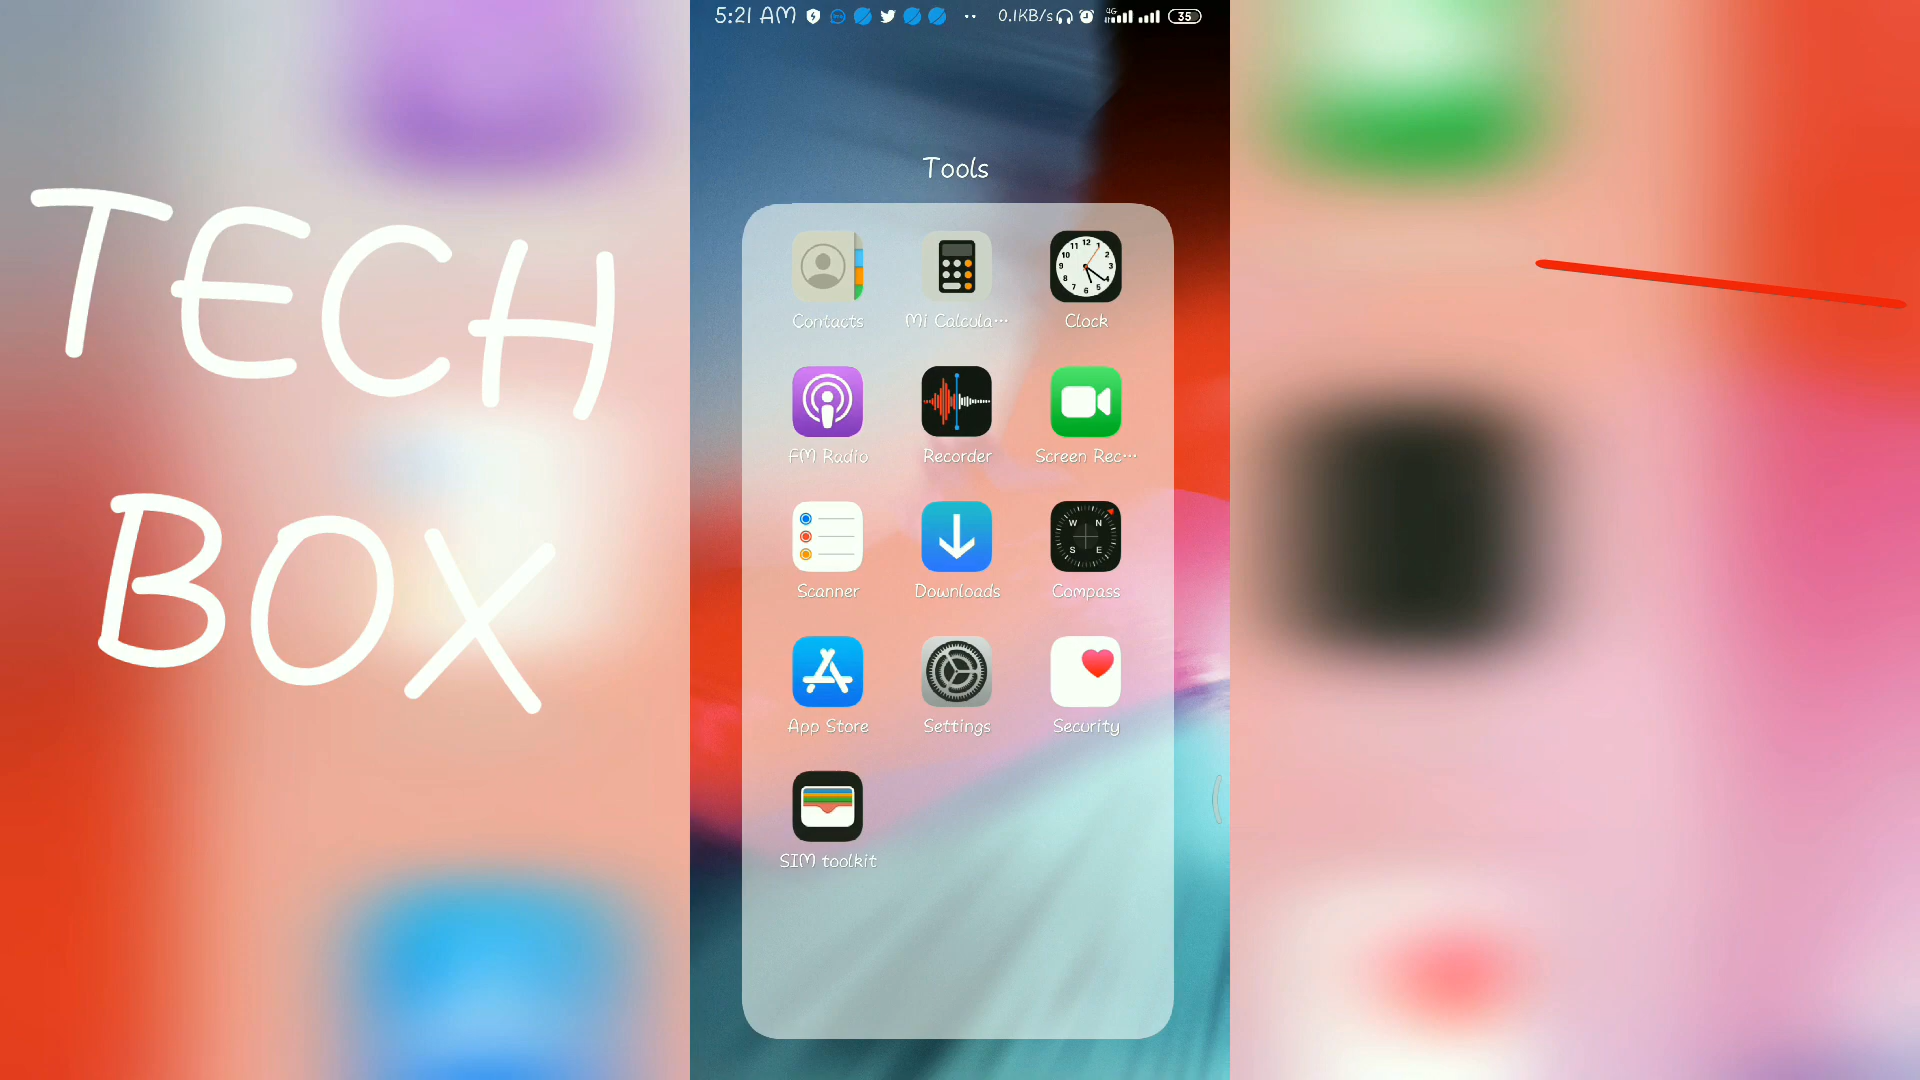 5:21 AM
0.1KB/s
4G
35
TECH
BOX
Tools
Contacts
Mi Calcula...
Clock
FM Radio
Recorder
Screen Rec...
Scanner
Downloads
Compass
W N
S E
App Store
Settings
Security
SIM toolkit